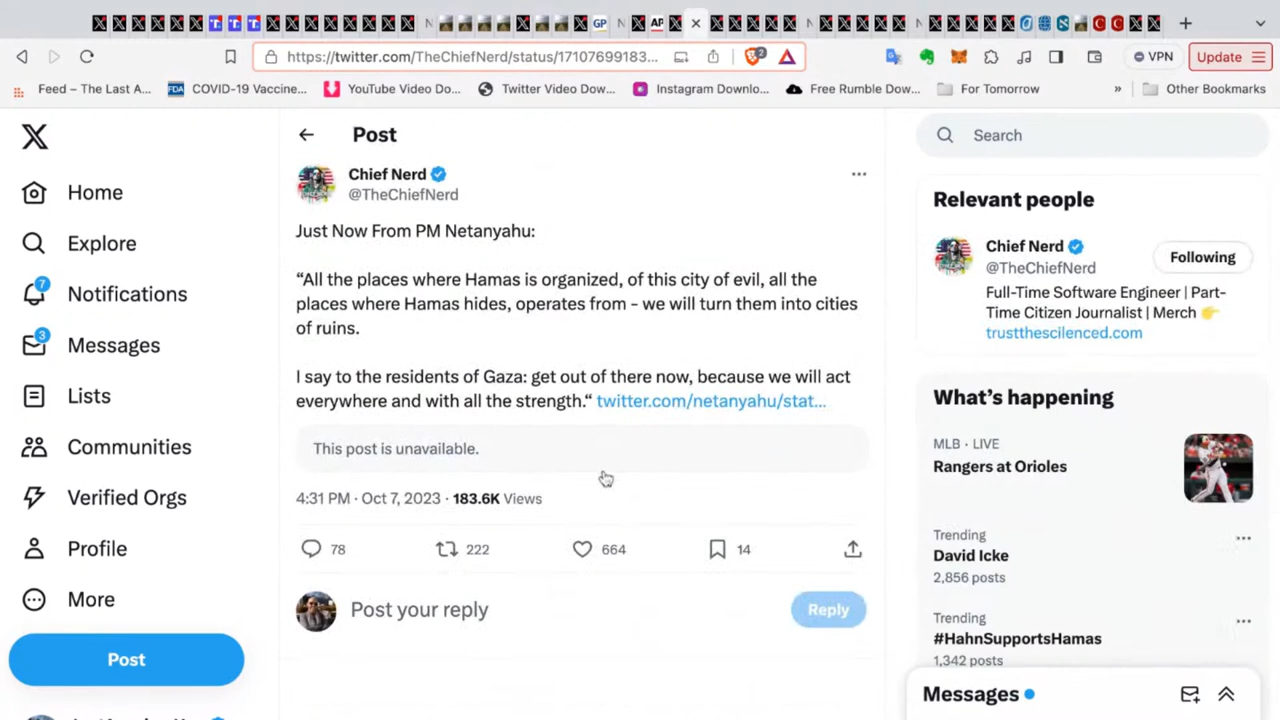 GP
AP
https://twitter.com/TheChiefNerd/status/17107699183...
2
VPN
Update
Feed – The Last A...
FDA
COVID-19 Vaccine...
YouTube Video Do...
Twitter Video Dow...
Instagram Downlo...
Free Rumble Dow...
For Tomorrow
»
Other Bookmarks
Home
Explore
7
Notifications
3
Messages
Lists
Communities
Verified Orgs
Profile
More
Post
Post
Chief Nerd
@TheChiefNerd
Just Now From PM Netanyahu:
“All the places where Hamas is organized, of this city of evil, all the
places where Hamas hides, operates from – we will turn them into cities
of ruins.
I say to the residents of Gaza: get out of there now, because we will act
everywhere and with all the strength.“ twitter.com/netanyahu/stat...
This post is unavailable.
4:31 PM · Oct 7, 2023 · 183.6K Views
78
222
664
14
Post your reply
Reply
Search
Relevant people
Chief Nerd
@TheChiefNerd
Following
Full-Time Software Engineer | Part-
Time Citizen Journalist | Merch 👉
trustthescilenced.com
What’s happening
MLB · LIVE
Rangers at Orioles
Trending
David Icke
2,856 posts
Trending
#HahnSupportsHamas
1,342 posts
Messages